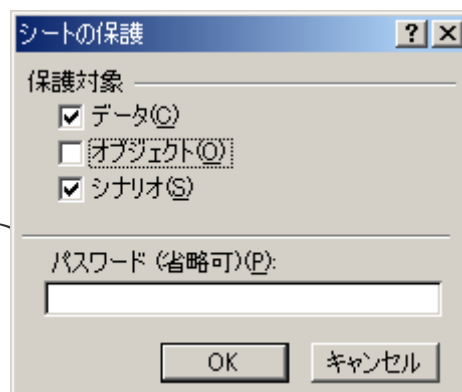 シートの保護
保護対象
データ(C)
オブジェクト(O)
シナリオ(S)
パスワード (省略可)(P):
OK キャンセル